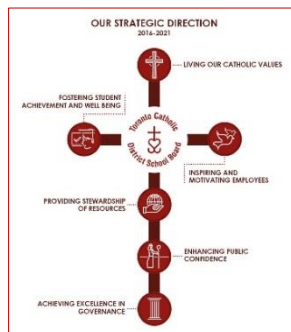 OUR STRATEGIC DIRECTION
2016-2021
LIVING OUR CATHOLIC VALUES
FOSTERING STUDENT
ACHIEVEMENT AND WELL BEING
Toronto Catholic
District School Board
INSPIRING AND
MOTIVATING EMPLOYEES
PROVIDING STEWARDSHIP
OF RESOURCES
ENHANCING PUBLIC
CONFIDENCE
ACHIEVING EXCELLENCE IN
GOVERNANCE